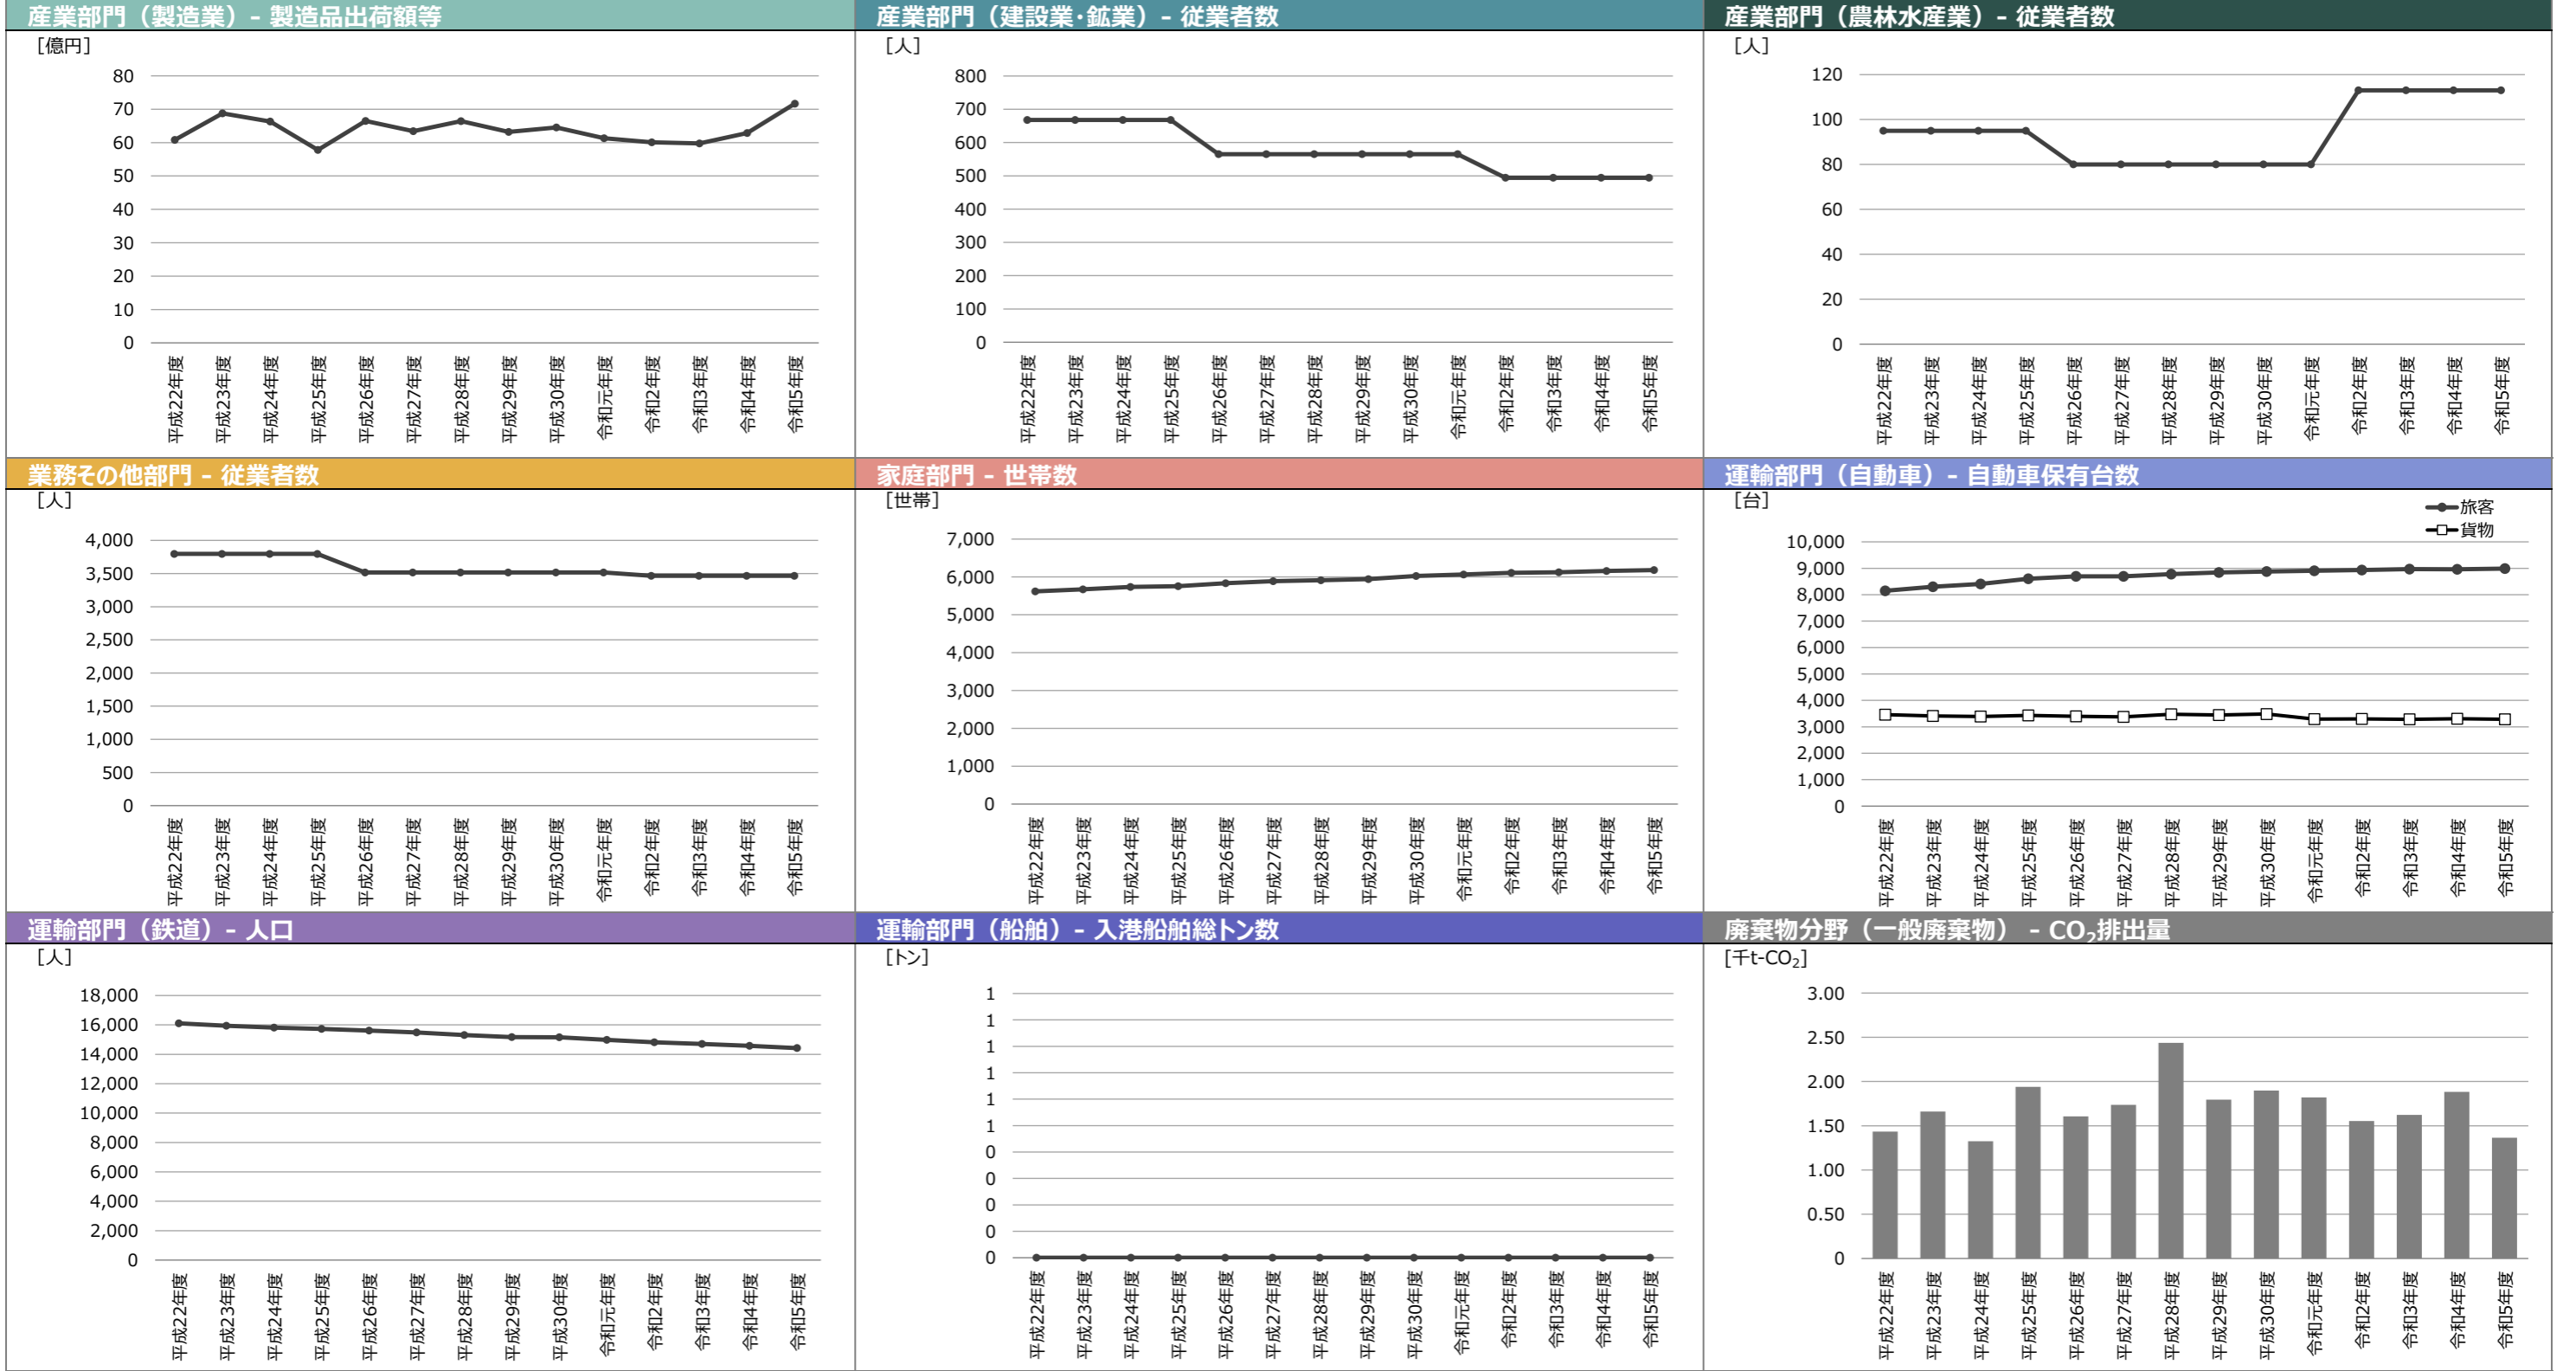 産業部門（製造業）- 製造品出荷額等
[億円]
80
70
60
50
40
30
20
10
0
平成22年度
平成23年度
平成24年度
平成25年度
平成26年度
平成27年度
平成28年度
平成29年度
平成30年度
令和元年度
令和2年度
令和3年度
令和4年度
令和5年度
産業部門（建設業･鉱業）- 従業者数
[人]
800
700
600
500
400
300
200
100
0
平成22年度
平成23年度
平成24年度
平成25年度
平成26年度
平成27年度
平成28年度
平成29年度
平成30年度
令和元年度
令和2年度
令和3年度
令和4年度
令和5年度
産業部門（農林水産業）- 従業者数
[人]
120
100
80
60
40
20
0
平成22年度
平成23年度
平成24年度
平成25年度
平成26年度
平成27年度
平成28年度
平成29年度
平成30年度
令和元年度
令和2年度
令和3年度
令和4年度
令和5年度
業務その他部門 - 従業者数
[人]
4,000
3,500
3,000
2,500
2,000
1,500
1,000
500
0
平成22年度
平成23年度
平成24年度
平成25年度
平成26年度
平成27年度
平成28年度
平成29年度
平成30年度
令和元年度
令和2年度
令和3年度
令和4年度
令和5年度
家庭部門 - 世帯数
[世帯]
7,000
6,000
5,000
4,000
3,000
2,000
1,000
0
平成22年度
平成23年度
平成24年度
平成25年度
平成26年度
平成27年度
平成28年度
平成29年度
平成30年度
令和元年度
令和2年度
令和3年度
令和4年度
令和5年度
運輸部門（自動車）- 自動車保有台数
[台]
旅客
貨物
10,000
9,000
8,000
7,000
6,000
5,000
4,000
3,000
2,000
1,000
0
平成22年度
平成23年度
平成24年度
平成25年度
平成26年度
平成27年度
平成28年度
平成29年度
平成30年度
令和元年度
令和2年度
令和3年度
令和4年度
令和5年度
運輸部門（鉄道）- 人口
[人]
18,000
16,000
14,000
12,000
10,000
8,000
6,000
4,000
2,000
0
平成22年度
平成23年度
平成24年度
平成25年度
平成26年度
平成27年度
平成28年度
平成29年度
平成30年度
令和元年度
令和2年度
令和3年度
令和4年度
令和5年度
運輸部門（船舶）- 入港船舶総トン数
[トン]
1
1
1
1
1
1
0
0
0
0
0
平成22年度
平成23年度
平成24年度
平成25年度
平成26年度
平成27年度
平成28年度
平成29年度
平成30年度
令和元年度
令和2年度
令和3年度
令和4年度
令和5年度
廃棄物分野（一般廃棄物） - CO₂排出量
[千t-CO₂]
3.00
2.50
2.00
1.50
1.00
0.50
0
平成22年度
平成23年度
平成24年度
平成25年度
平成26年度
平成27年度
平成28年度
平成29年度
平成30年度
令和元年度
令和2年度
令和3年度
令和4年度
令和5年度